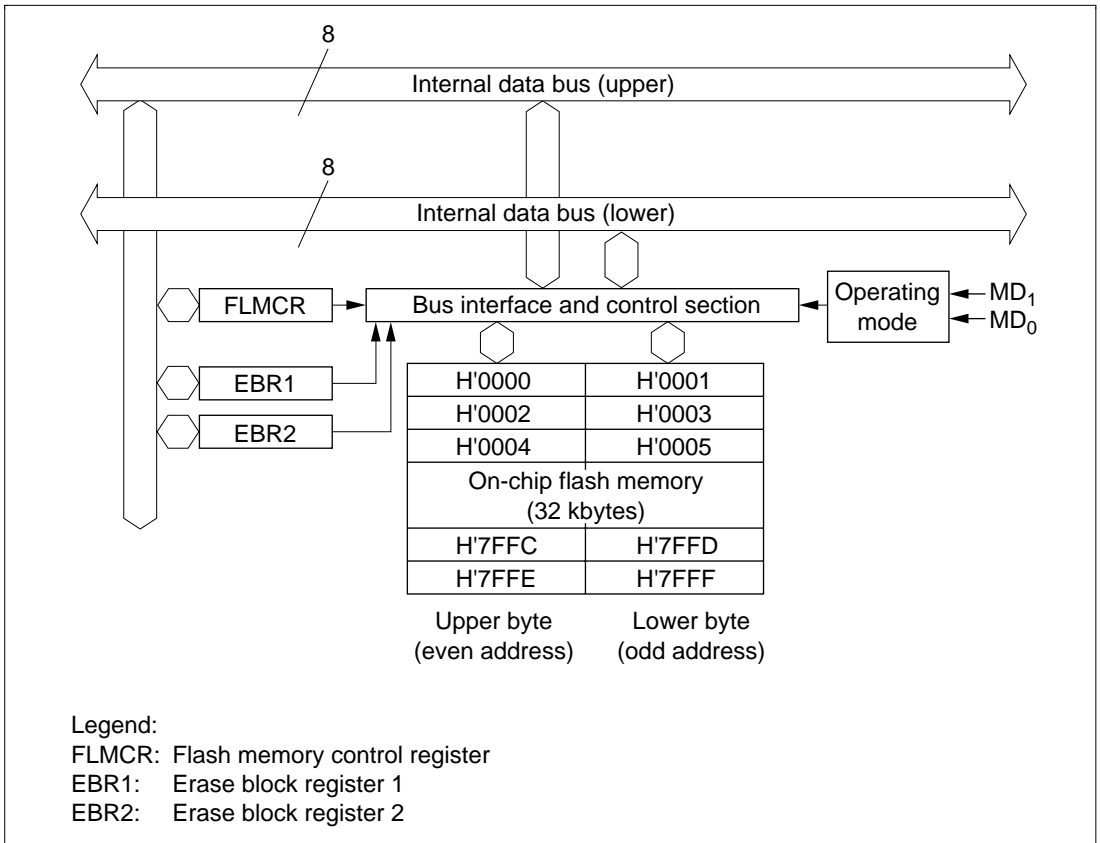 8
Internal data bus (upper)
8
Internal data bus (lower)
FLMCR
Bus interface and control section
Operating
mode
MD1
MD0
EBR1
EBR2
H'0000 H'0001
H'0002 H'0003
H'0004 H'0005
On-chip flash memory
(32 kbytes)
H'7FFC H'7FFD
H'7FFE H'7FFF
Upper byte
(even address)
Lower byte
(odd address)
Legend:
FLMCR: Flash memory control register
EBR1: Erase block register 1
EBR2: Erase block register 2